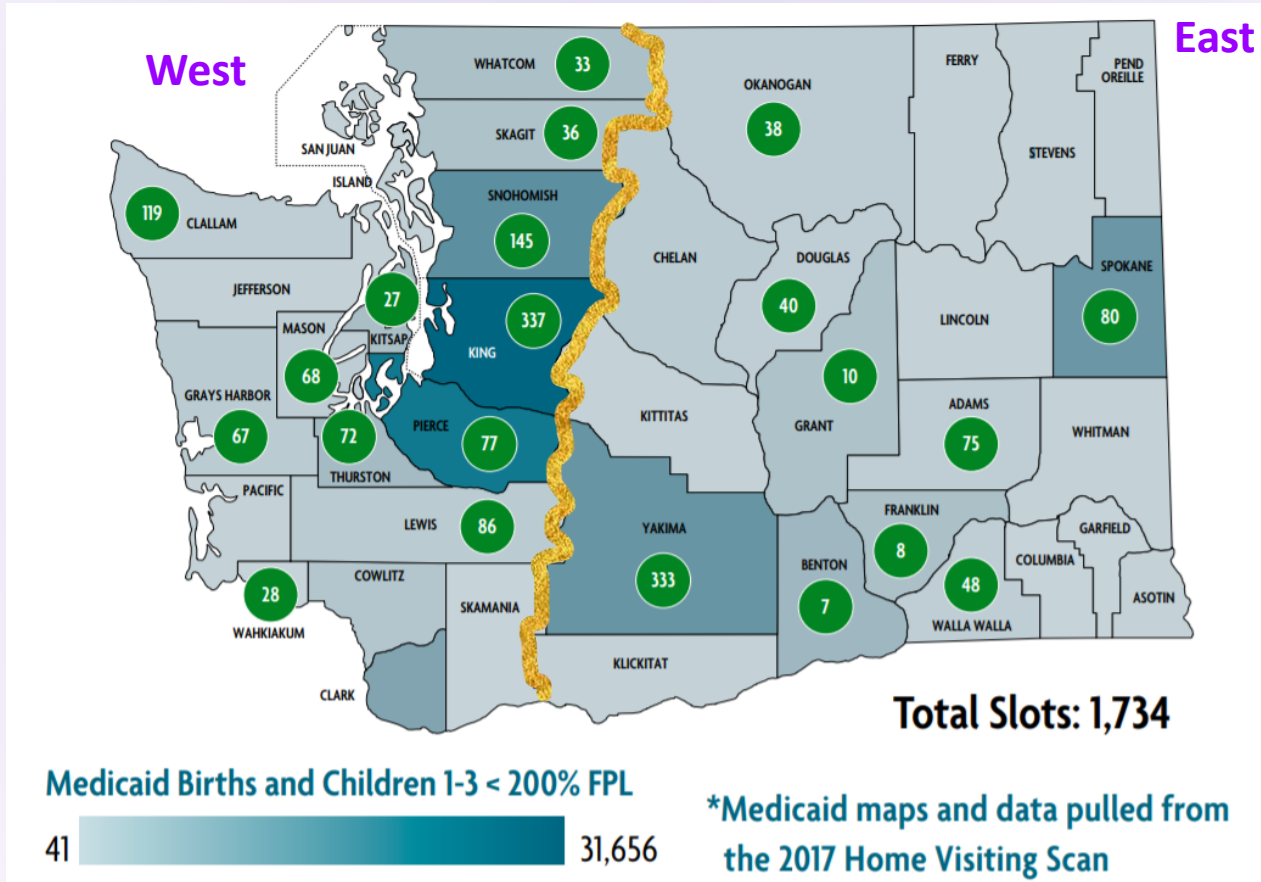 West
East
WHATCOM
33
OKANOGAN
38
FERRY
PEND
OREILLE
STEVENS
SKAGIT
36
SAN JUAN
ISLAND
SNOHOMISH
145
119
CLALLAM
CHELAN
DOUGLAS
40
SPOKANE
80
JEFFERSON
27
KITSAP
337
KING
LINCOLN
MASON
68
10
GRANT
GRAYS HARBOR
67
72
THURSTON
PIERCE
77
KITTITAS
ADAMS
75
WHITMAN
PACIFIC
LEWIS
86
YAKIMA
333
FRANKLIN
8
GARFIELD
BENTON
7
48
WALLA WALLA
COLUMBIA
ASOTIN
28
WAHKIAKUM
COWLITZ
SKAMANIA
KLICKITAT
CLARK
Total Slots: 1,734
Medicaid Births and Children 1-3 < 200% FPL
41
31,656
*Medicaid maps and data pulled from
the 2017 Home Visiting Scan